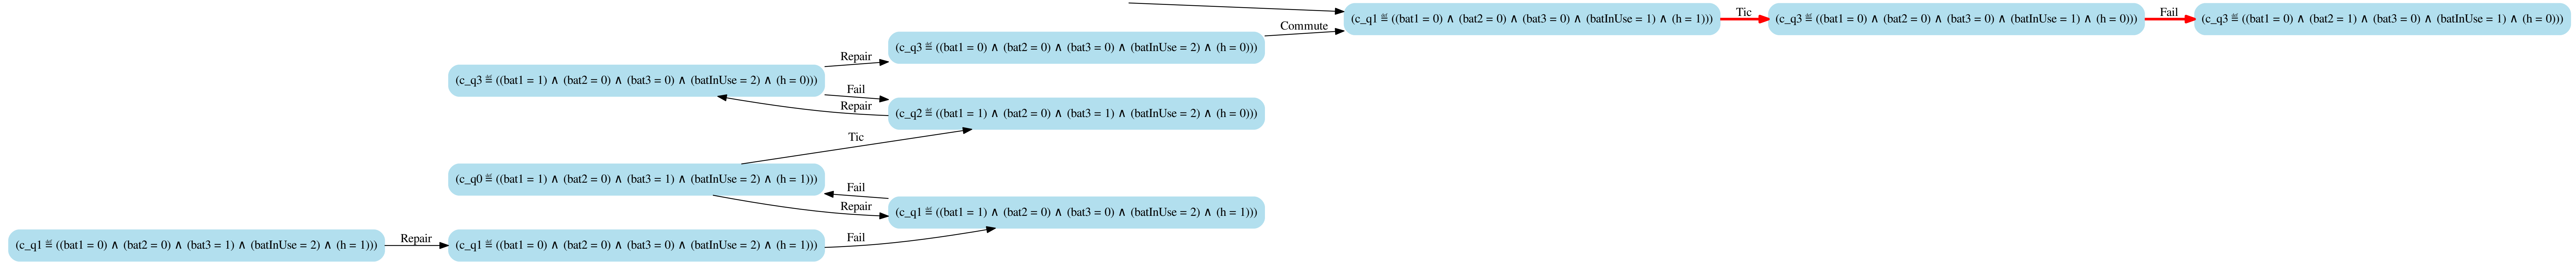 (c_q1 ≝ ((bat1 = 0) ∧ (bat2 = 0) ∧ (bat3 = 0) ∧ (batInUse = 1) ∧ (h = 1)))
Tic
(c_q3 ≝ ((bat1 = 0) ∧ (bat2 = 0) ∧ (bat3 = 0) ∧ (batInUse = 1) ∧ (h = 0)))
Fail
(c_q3 ≝ ((bat1 = 0) ∧ (bat2 = 1) ∧ (bat3 = 0) ∧ (batInUse = 1) ∧ (h = 0)))
Commute
(c_q3 ≝ ((bat1 = 0) ∧ (bat2 = 0) ∧ (bat3 = 0) ∧ (batInUse = 2) ∧ (h = 0)))
Repair
(c_q3 ≝ ((bat1 = 1) ∧ (bat2 = 0) ∧ (bat3 = 0) ∧ (batInUse = 2) ∧ (h = 0)))
Fail
Repair
(c_q2 ≝ ((bat1 = 1) ∧ (bat2 = 0) ∧ (bat3 = 1) ∧ (batInUse = 2) ∧ (h = 0)))
Tic
(c_q0 ≝ ((bat1 = 1) ∧ (bat2 = 0) ∧ (bat3 = 1) ∧ (batInUse = 2) ∧ (h = 1)))
Fail
Repair
(c_q1 ≝ ((bat1 = 1) ∧ (bat2 = 0) ∧ (bat3 = 0) ∧ (batInUse = 2) ∧ (h = 1)))
(c_q1 ≝ ((bat1 = 0) ∧ (bat2 = 0) ∧ (bat3 = 1) ∧ (batInUse = 2) ∧ (h = 1)))
Repair
(c_q1 ≝ ((bat1 = 0) ∧ (bat2 = 0) ∧ (bat3 = 0) ∧ (batInUse = 2) ∧ (h = 1)))
Fail